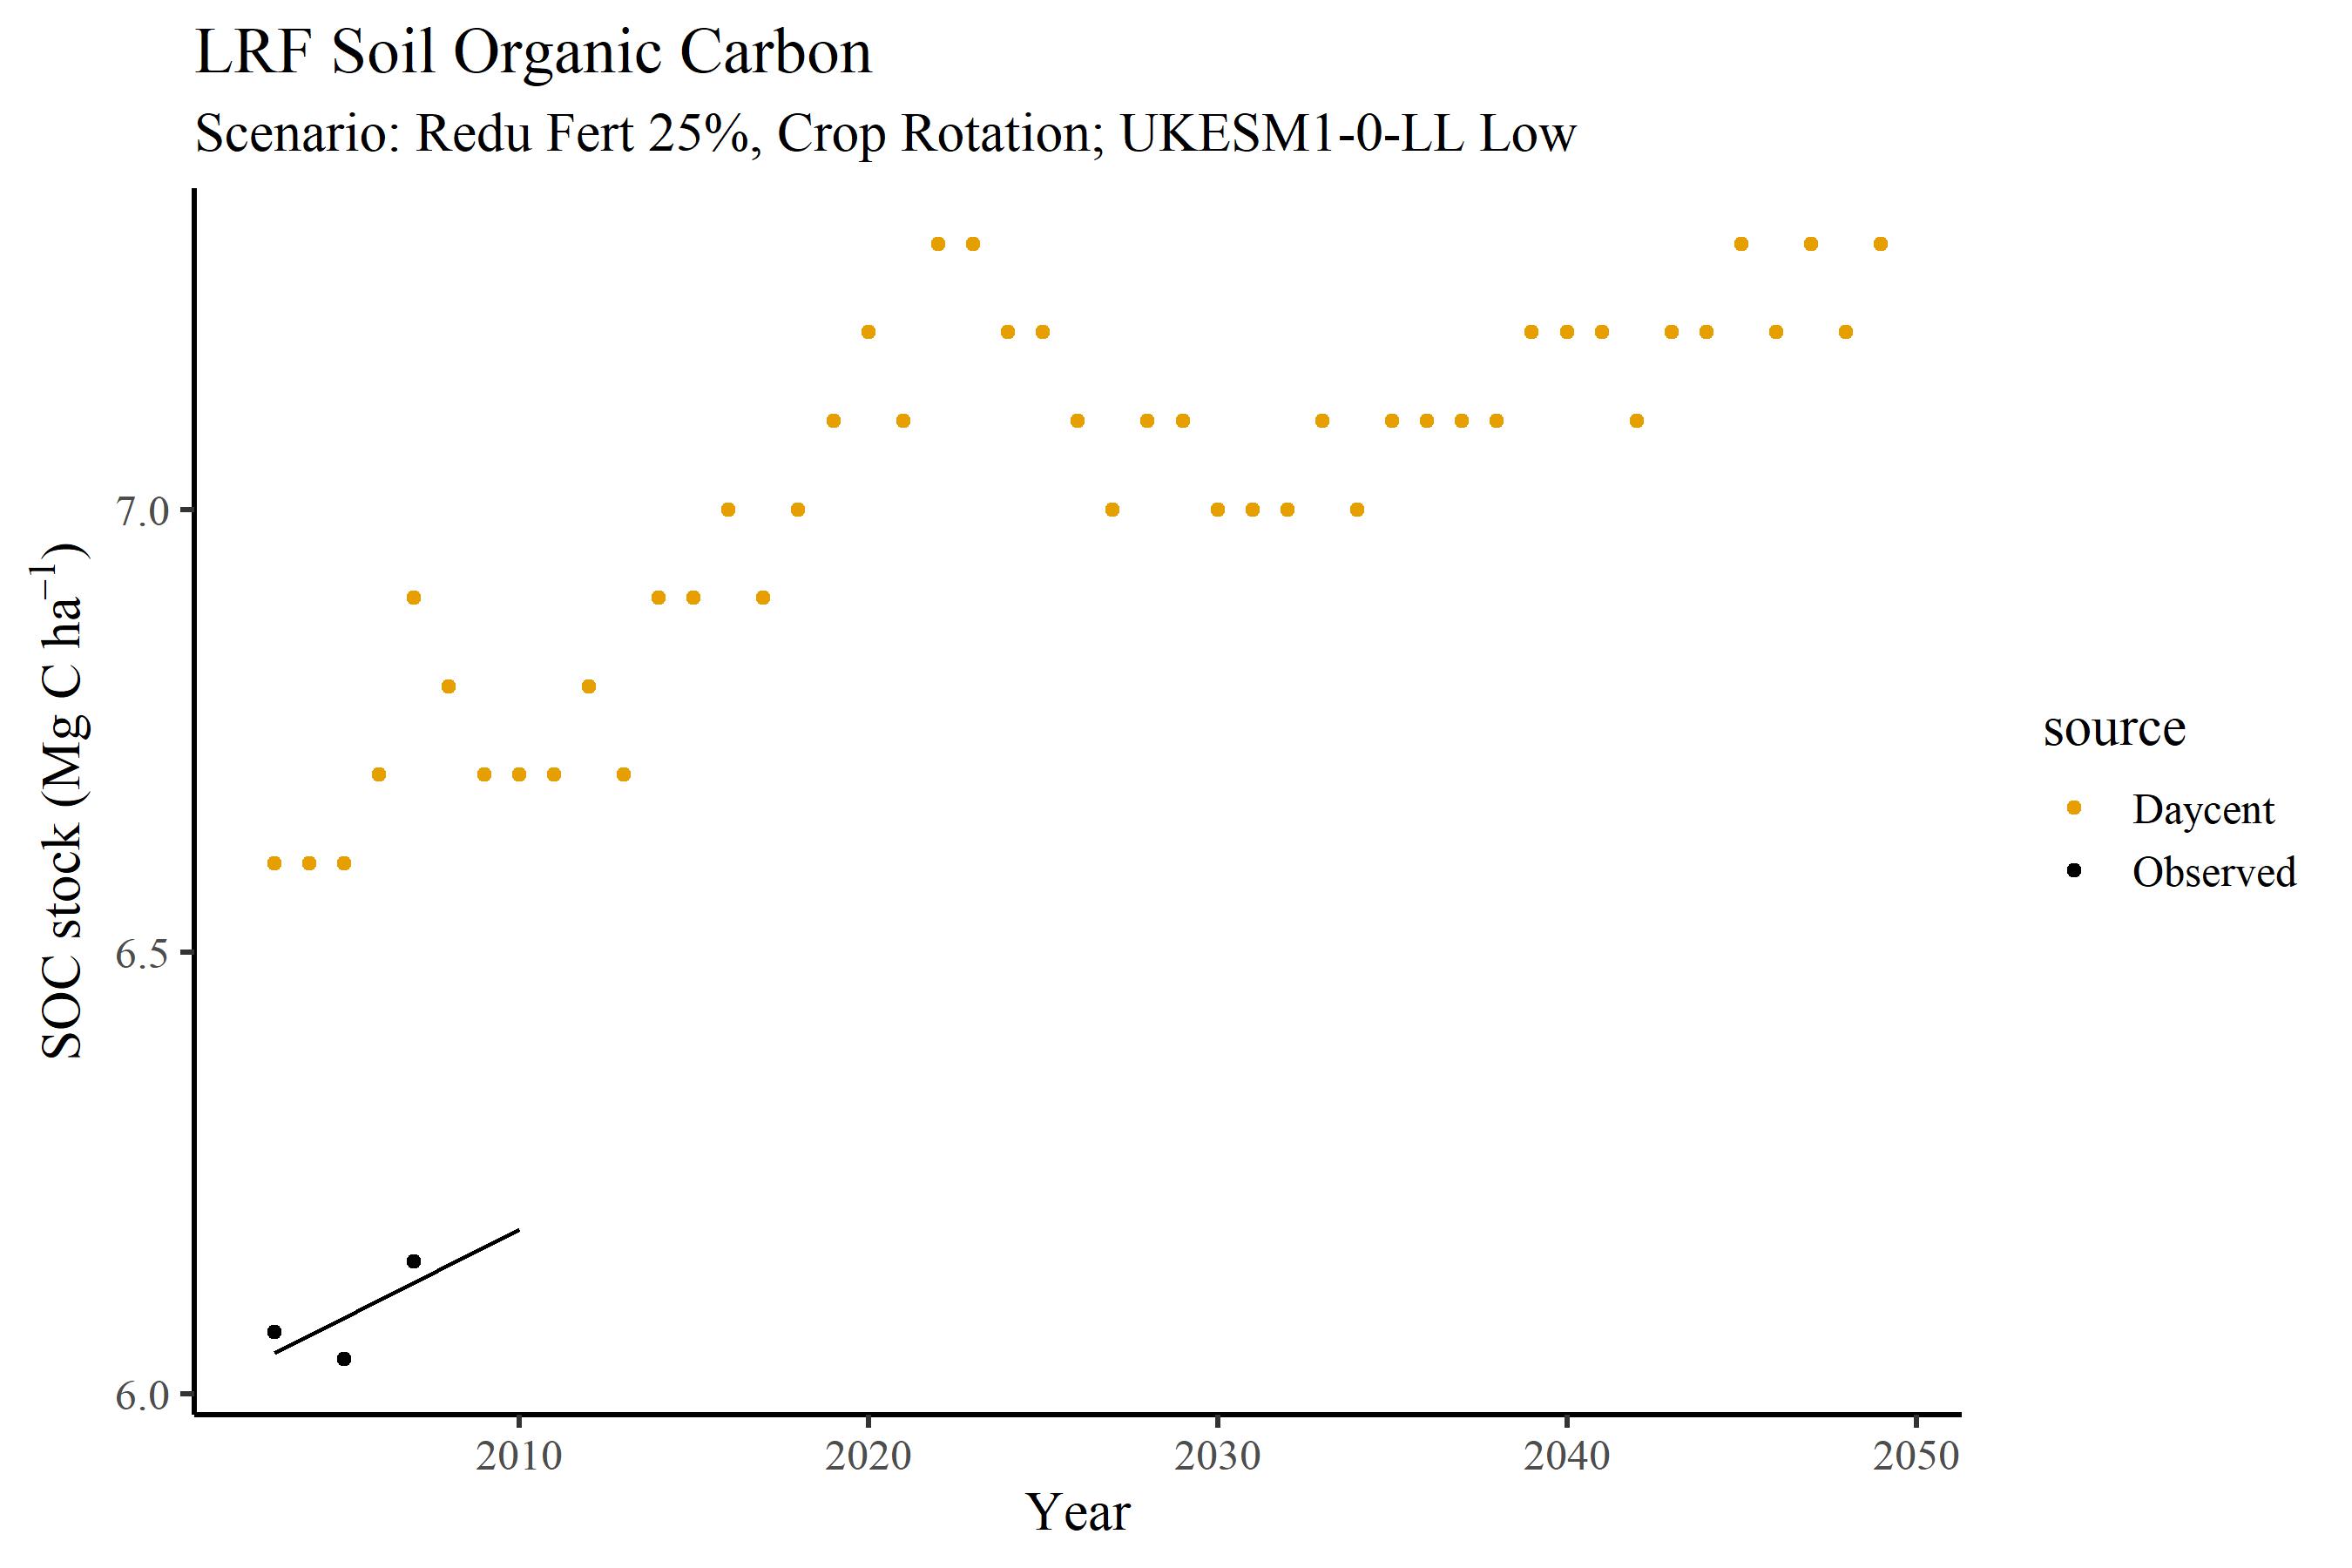 LRF Soil Organic Carbon
Scenario: Redu Fert 25%, Crop Rotation; UKESM1-0-LL Low
SOC stock (Mg C ha⁻¹)
7.0
6.5
6.0
2010 2020 2030 2040 2050
Year
source
Daycent
Observed